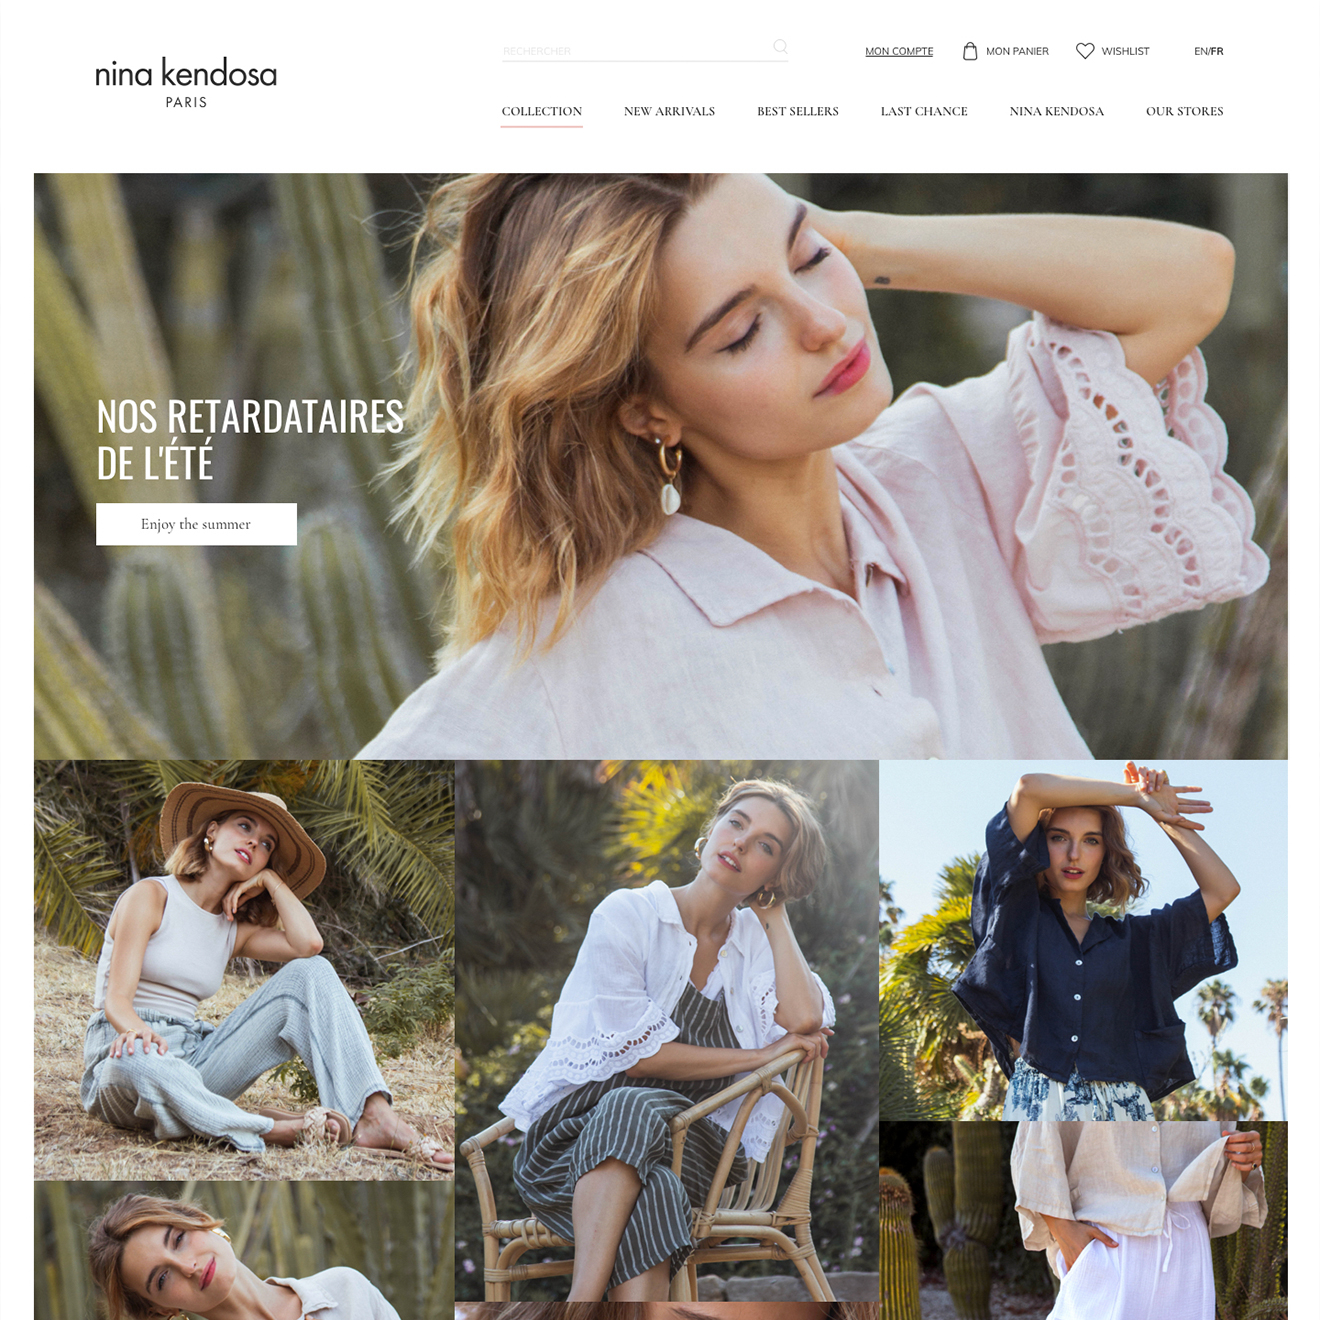 nina kendosa
PARIS
RECHERCHER
MON COMPTE
MON PANIER
WISHLIST
EN/FR
COLLECTION
NEW ARRIVALS
BEST SELLERS
LAST CHANCE
NINA KENDOSA
OUR STORES
NOS RETARDATAIRES
DE L'ÉTÉ
Enjoy the summer